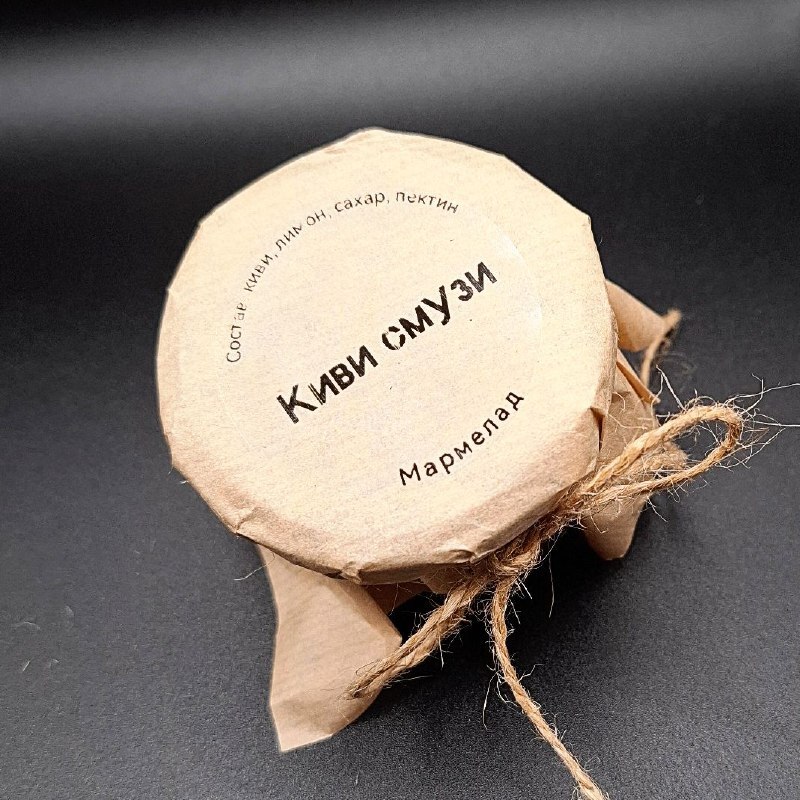 Состав киви, лимон, сахар, пектин
Киви смузи
Мармелад